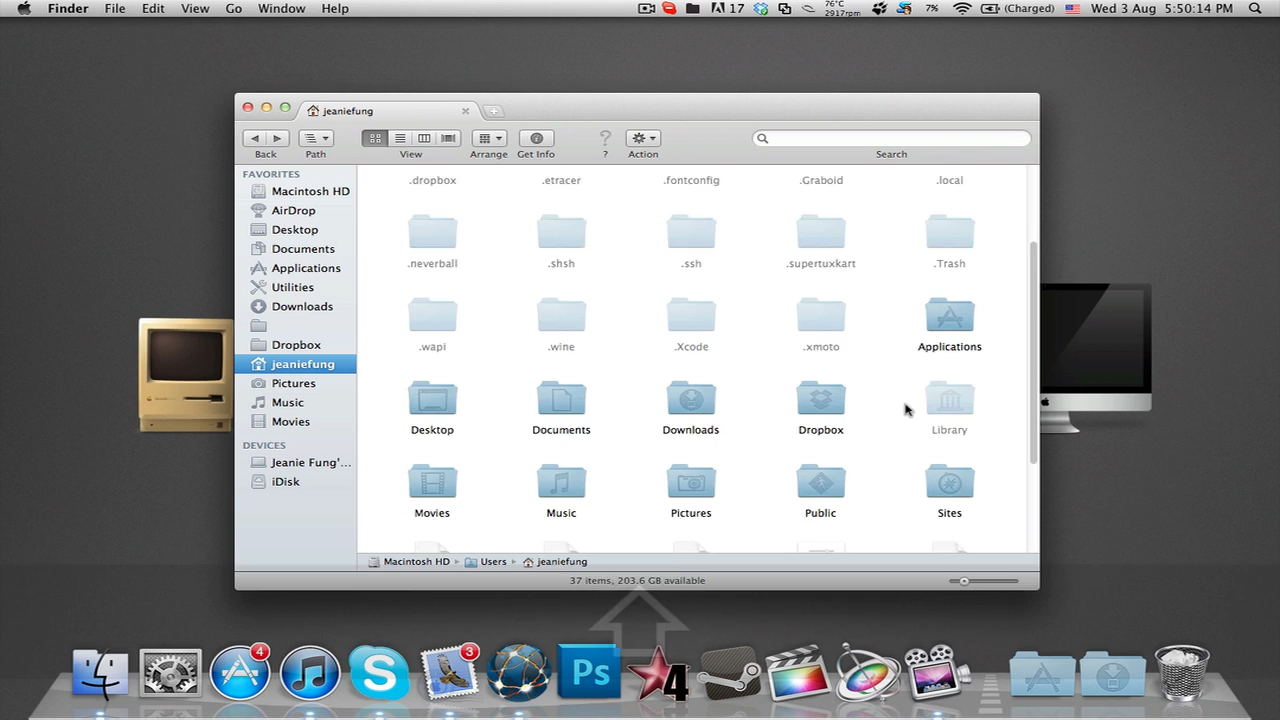 Finder File Edit View Go Window Help 17 76°C 2917rpm 7% (Charged) Wed 3 Aug 5:50:14 PM
jeaniefung
Back Path View Arrange Get Info ? Action Search
FAVORITES
Macintosh HD
AirDrop
Desktop
Documents
Applications
Utilities
Downloads
Dropbox
jeaniefung
Pictures
Music
Movies
DEVICES
Jeanie Fung'...
iDisk
.dropbox .etracer .fontconfig .Graboid .local
.neverball .shsh .ssh .supertuxkart .Trash
.wapi .wine .Xcode .xmoto Applications
Desktop Documents Downloads Dropbox Library
Movies Music Pictures Public Sites
Macintosh HD Users jeaniefung
37 items, 203.6 GB available
4 S 3 Ps 4